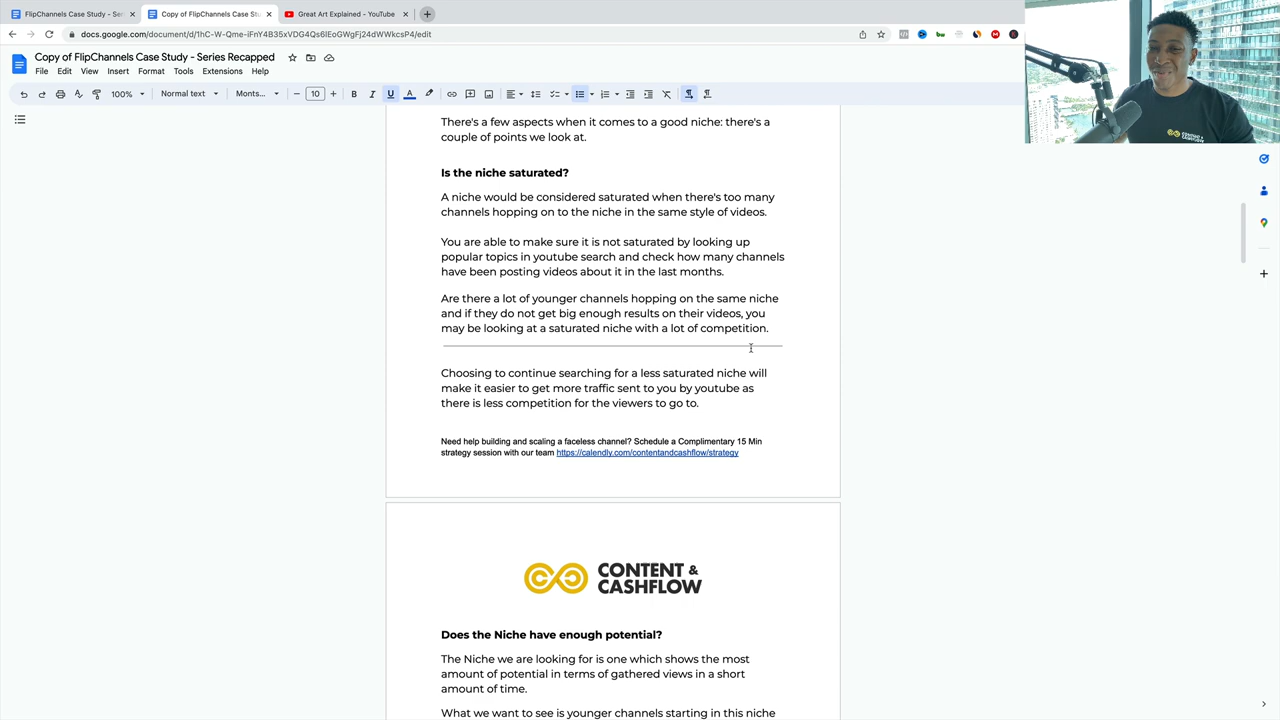 FlipChannels Case Study - Ser
Copy of FlipChannels Case Stu
Great Art Explained - YouTube
docs.google.com/document/d/1hC-W-Qme-iFnY4B35xVDG4Qs6lEoGWgFj24dWWkcsP4/edit
Copy of FlipChannels Case Study - Series Recapped
File Edit View Insert Format Tools Extensions Help
100% Normal text Monts... 10 B I U A
There's a few aspects when it comes to a good niche: there's a
couple of points we look at.
Is the niche saturated?
A niche would be considered saturated when there's too many
channels hopping on to the niche in the same style of videos.
You are able to make sure it is not saturated by looking up
popular topics in youtube search and check how many channels
have been posting videos about it in the last months.
Are there a lot of younger channels hopping on the same niche
and if they do not get big enough results on their videos, you
may be looking at a saturated niche with a lot of competition.
Choosing to continue searching for a less saturated niche will
make it easier to get more traffic sent to you by youtube as
there is less competition for the viewers to go to.
Need help building and scaling a faceless channel? Schedule a Complimentary 15 Min
strategy session with our team https://calendly.com/contentandcashflow/strategy
CONTENT &
CASHFLOW
Does the Niche have enough potential?
The Niche we are looking for is one which shows the most
amount of potential in terms of gathered views in a short
amount of time.
What we want to see is younger channels starting in this niche
CONTENT &
CASHFLOW